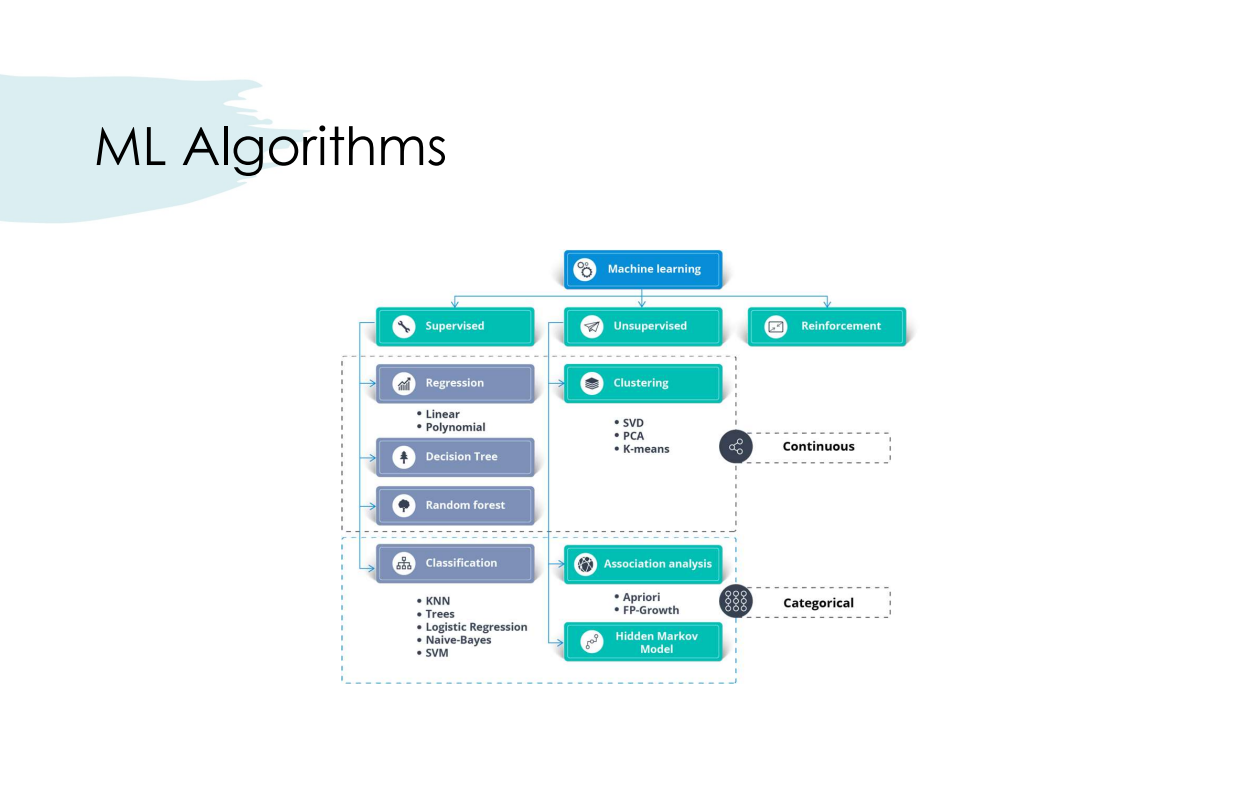 ML Algorithms
Machine learning
Supervised
Unsupervised
Reinforcement
Regression
• Linear
• Polynomial
Decision Tree
Random forest
Clustering
• SVD
• PCA
• K-means
Continuous
Classification
• KNN
• Trees
• Logistic Regression
• Naive-Bayes
• SVM
Association analysis
• Apriori
• FP-Growth
Hidden Markov
Model
Categorical